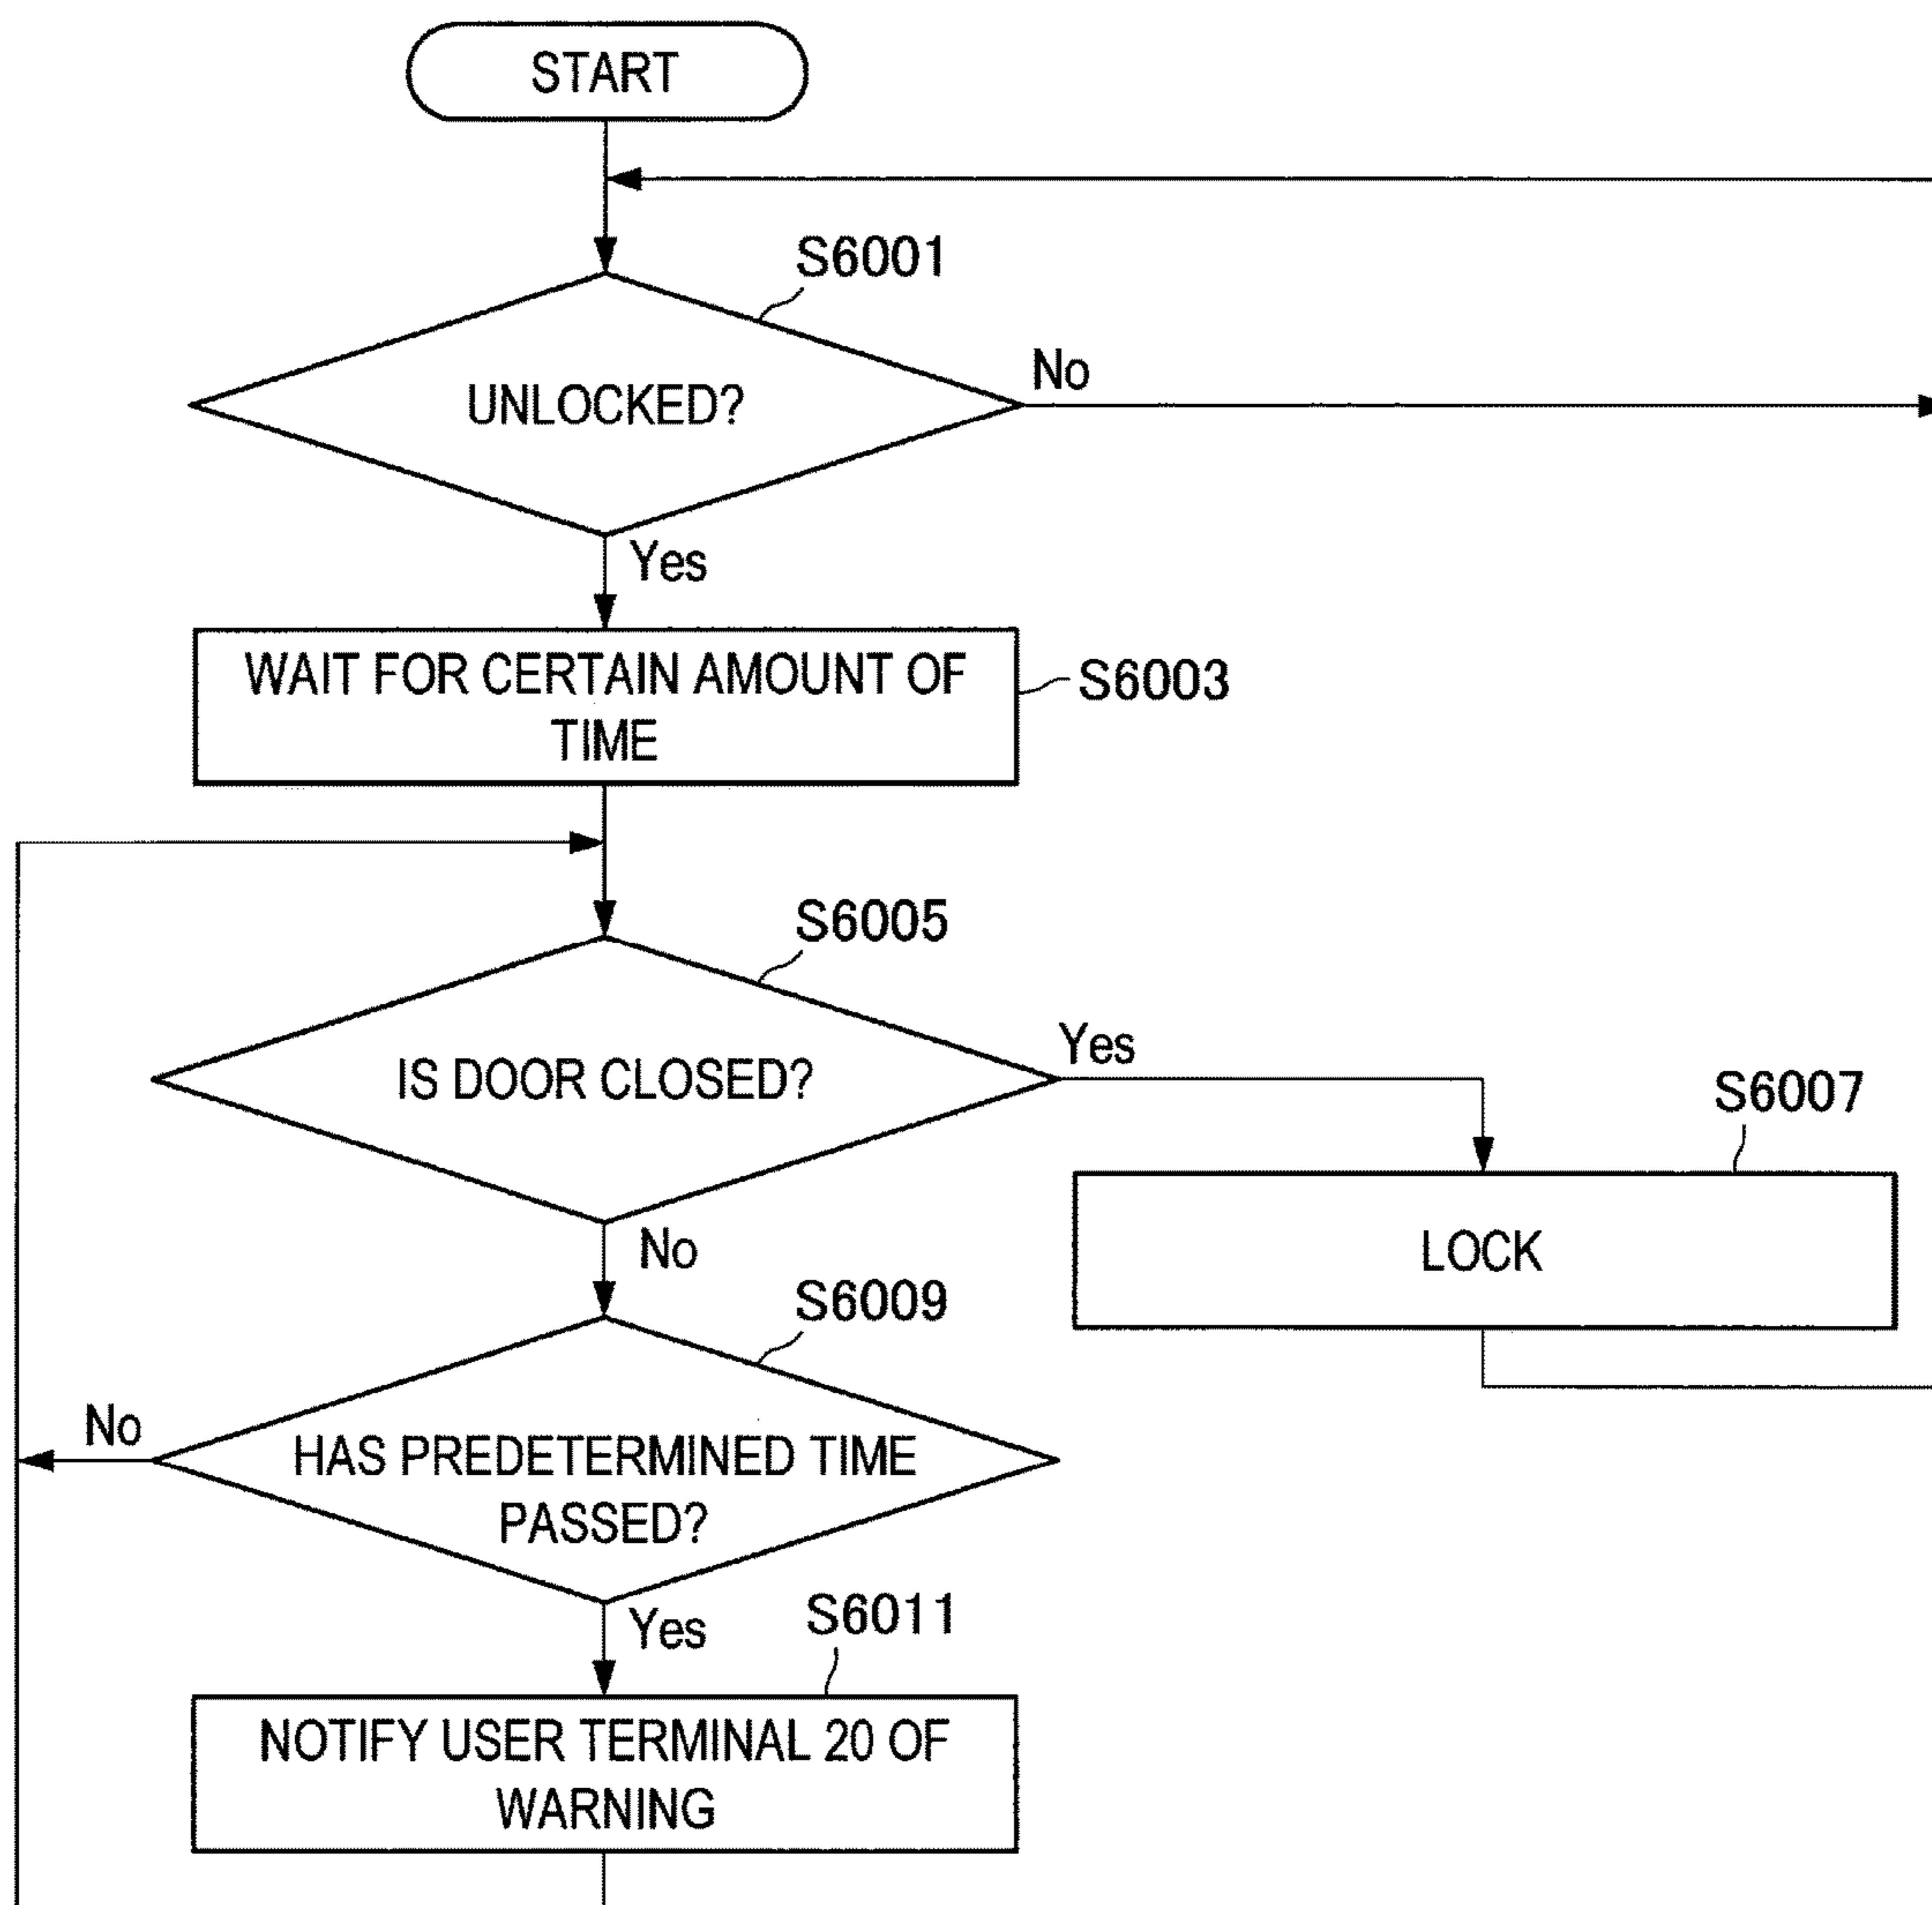 START
S6001
UNLOCKED?
No
Yes
WAIT FOR CERTAIN AMOUNT OF
TIME
S6003
S6005
IS DOOR CLOSED?
Yes
S6007
LOCK
No
S6009
No
HAS PREDETERMINED TIME
PASSED?
Yes
S6011
NOTIFY USER TERMINAL 20 OF
WARNING